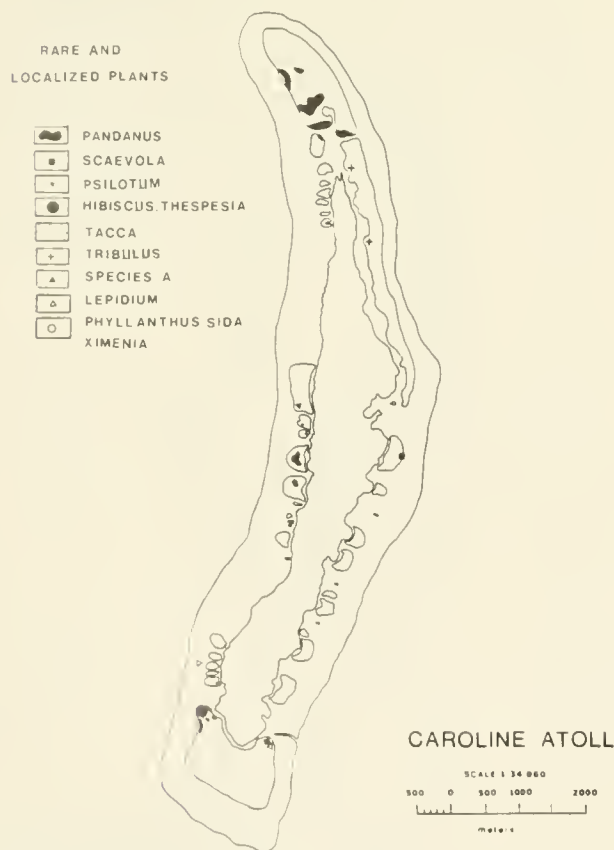 RARE AND
LOCALIZED PLANTS
PANDANUS
SCAEVOLA
PSILOTUM
HIBISCUS, THESPESIA
TACCA
TRIBULUS
SPECIES A
LEPIDIUM
PHYLLANTHUS SIDA
XIMENIA
CAROLINE ATOLL
SCALE 1:34 860
500 0 500 1000 2000
meters